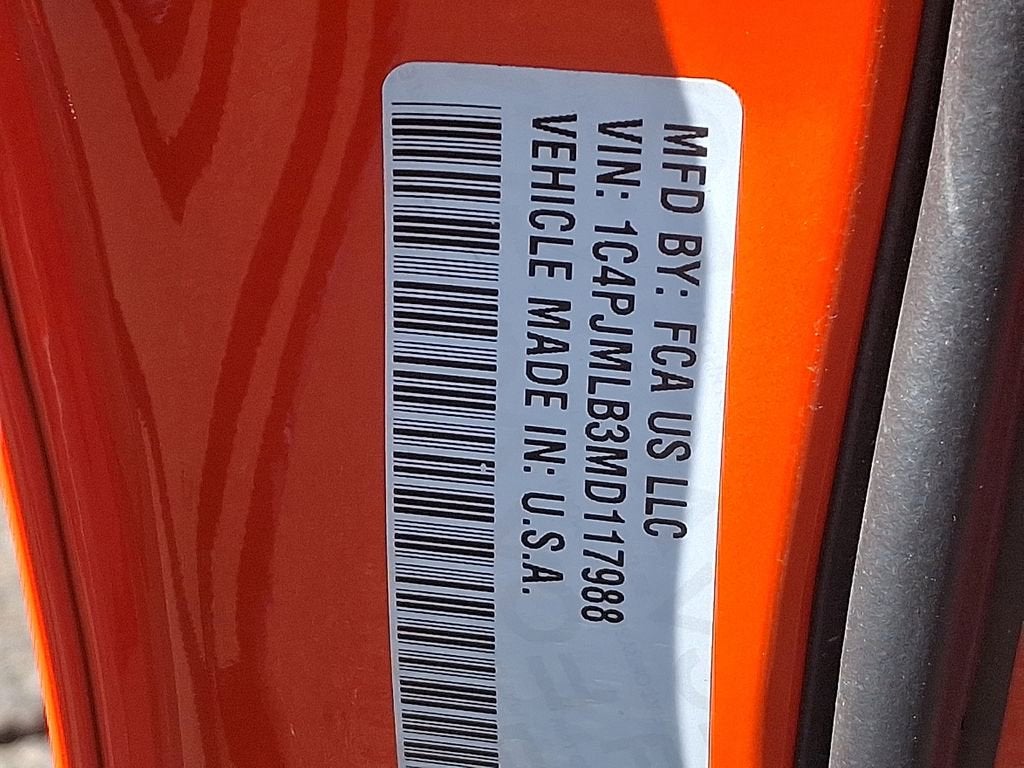 MFD BY: FCA US LLC
VIN: 1C4PJMLB3MD117988
VEHICLE MADE IN: U.S.A.